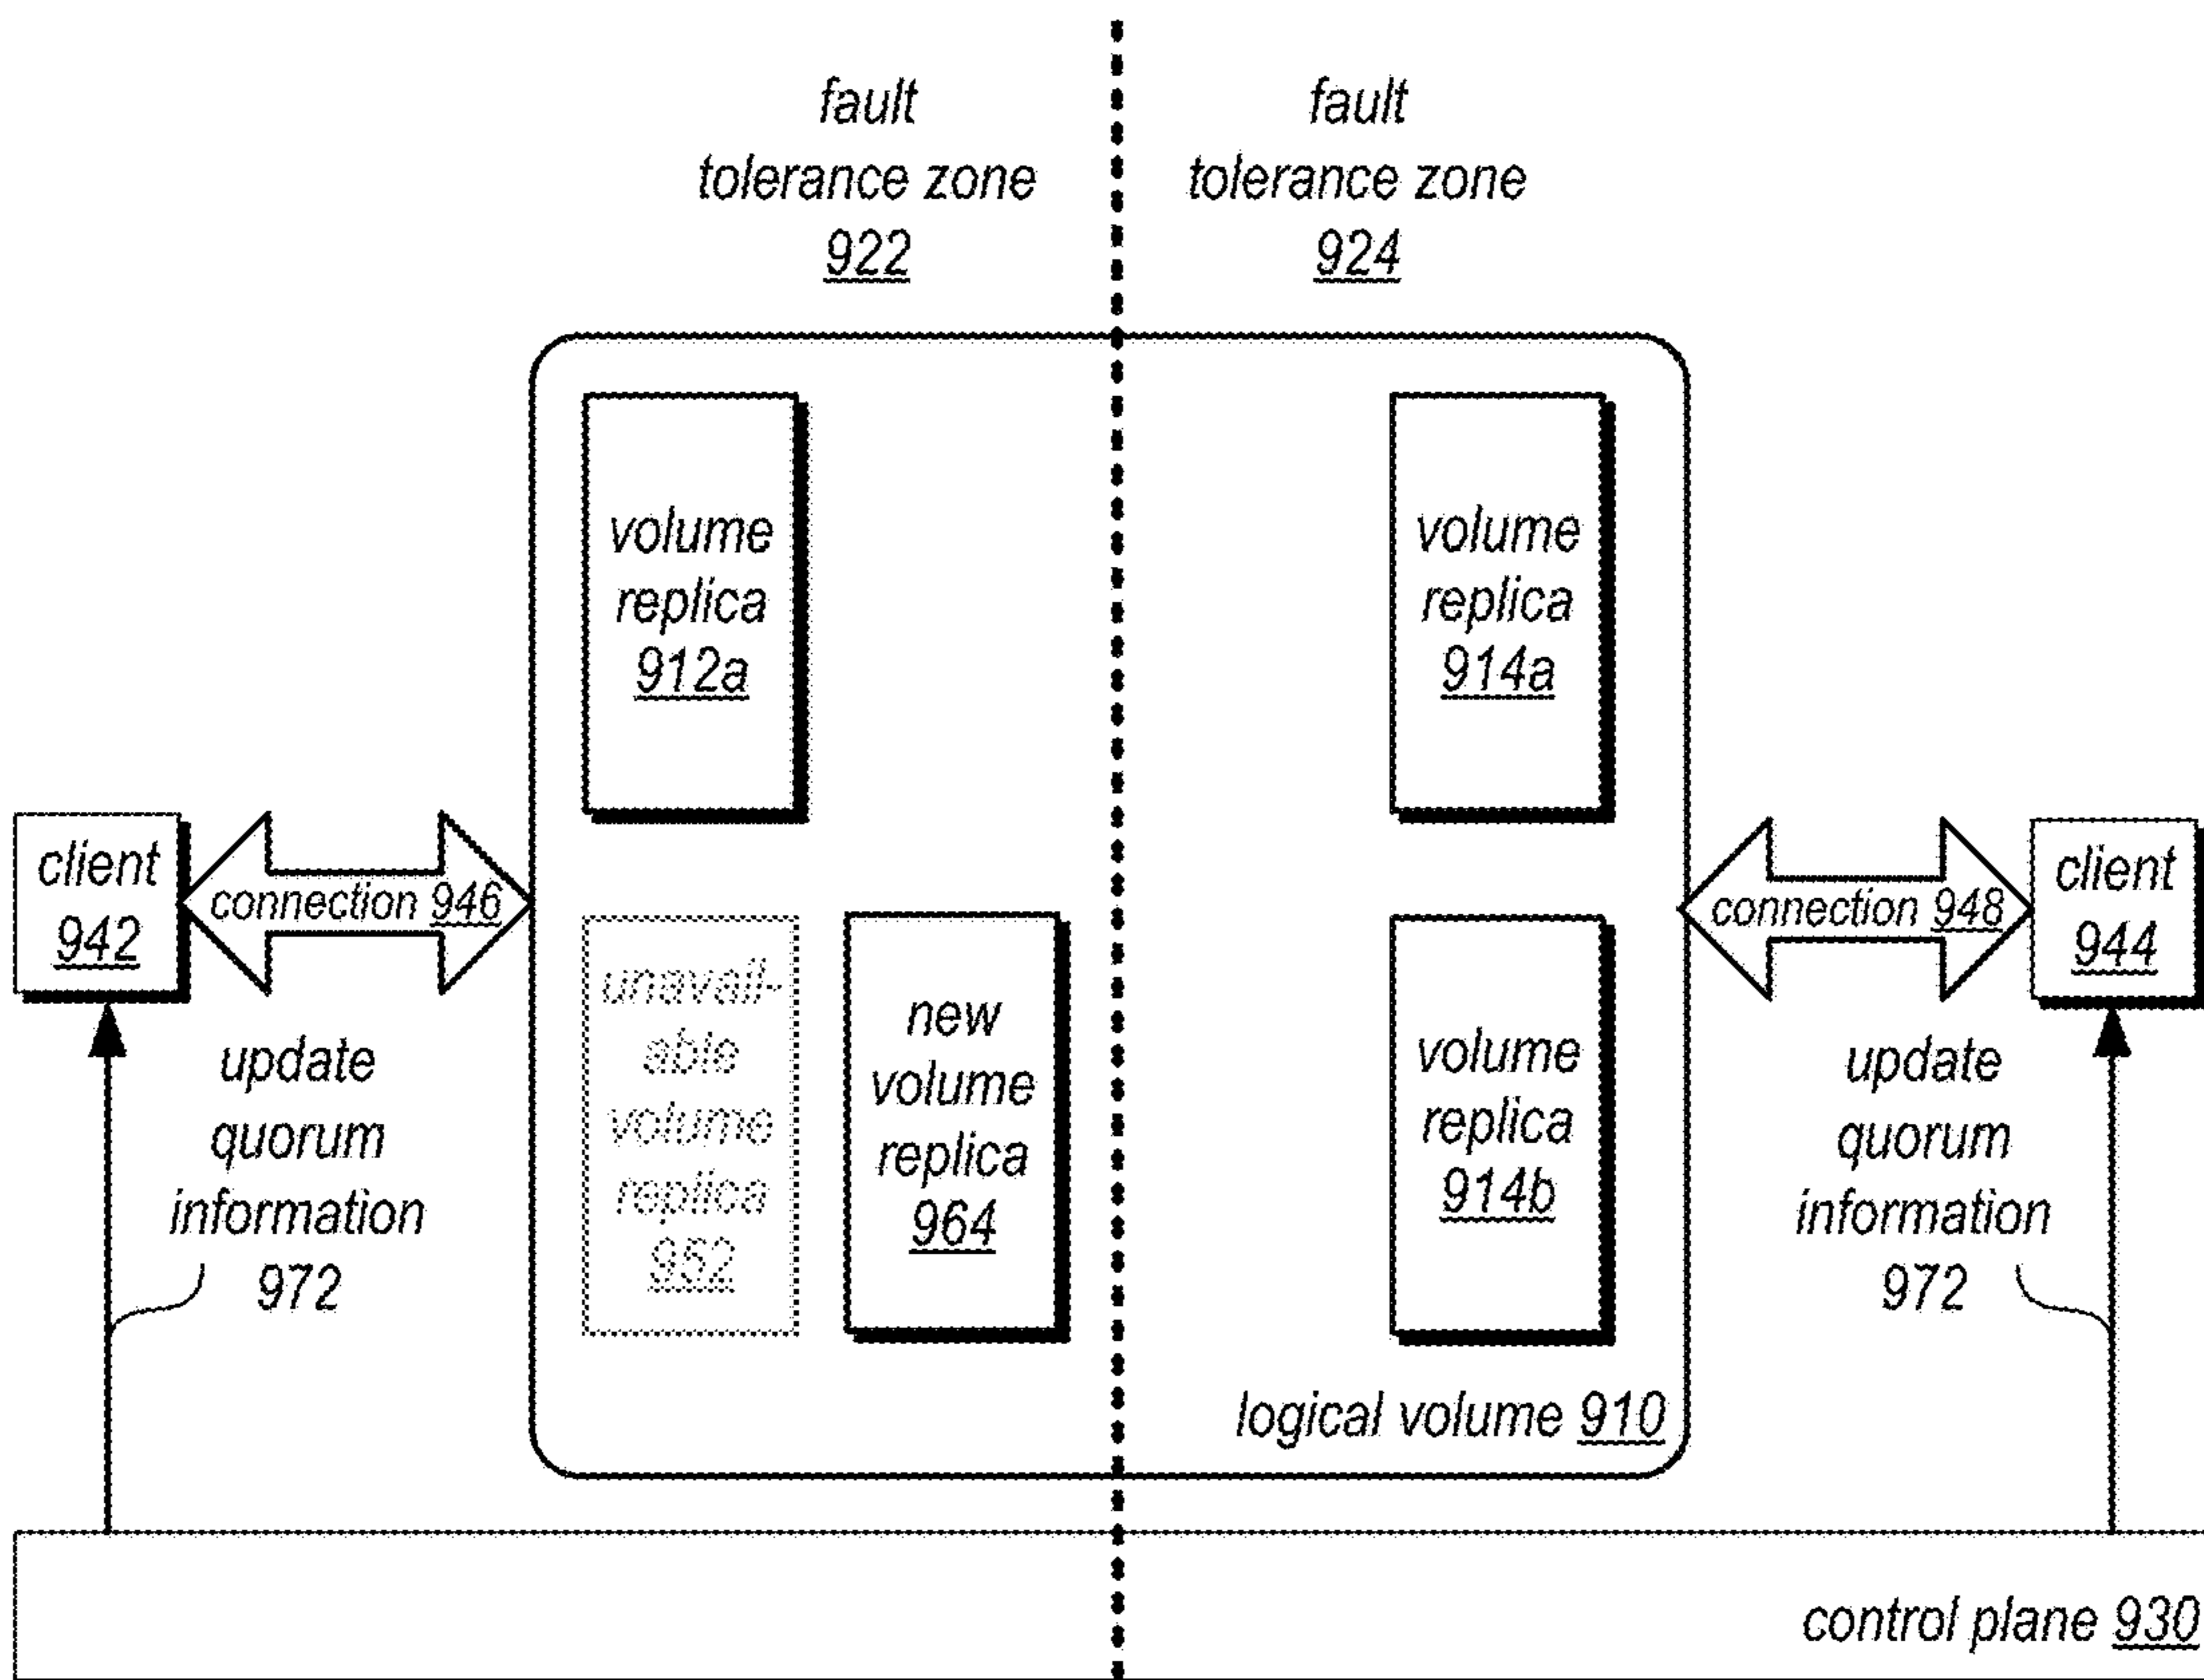 fault
tolerance zone
922
fault
tolerance zone
924
volume
replica
912a
volume
replica
914a
client
942
connection 946
unavail-
able
volume
replica
952
new
volume
replica
964
volume
replica
914b
connection 948
client
944
update
quorum
information
972
update
quorum
information
972
logical volume 910
control plane 930